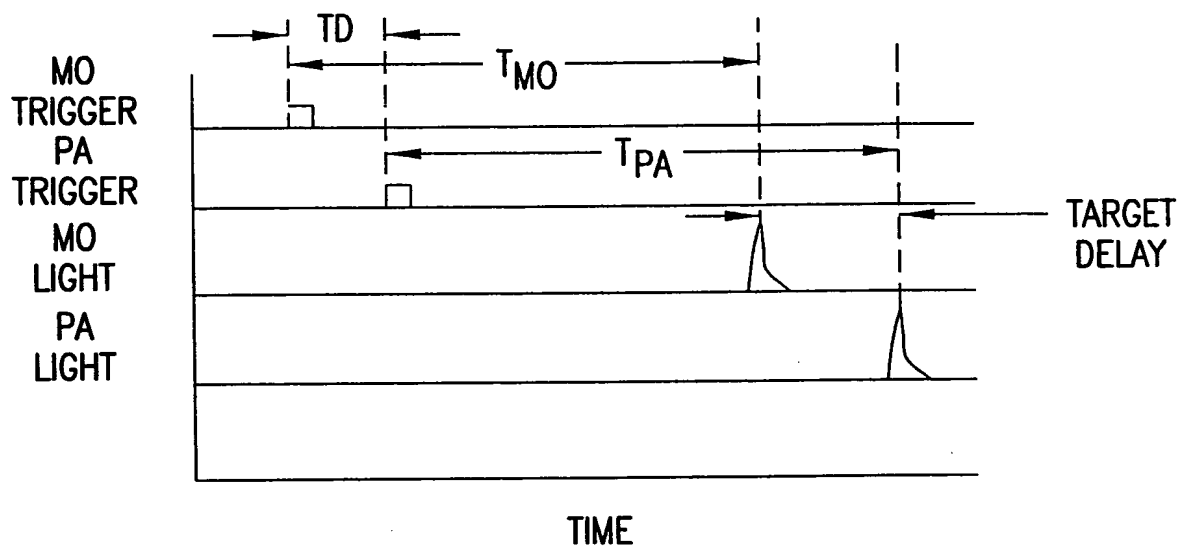 TD
T_MO
MO
TRIGGER
PA
TRIGGER
T_PA
MO
LIGHT
TARGET
DELAY
PA
LIGHT
TIME